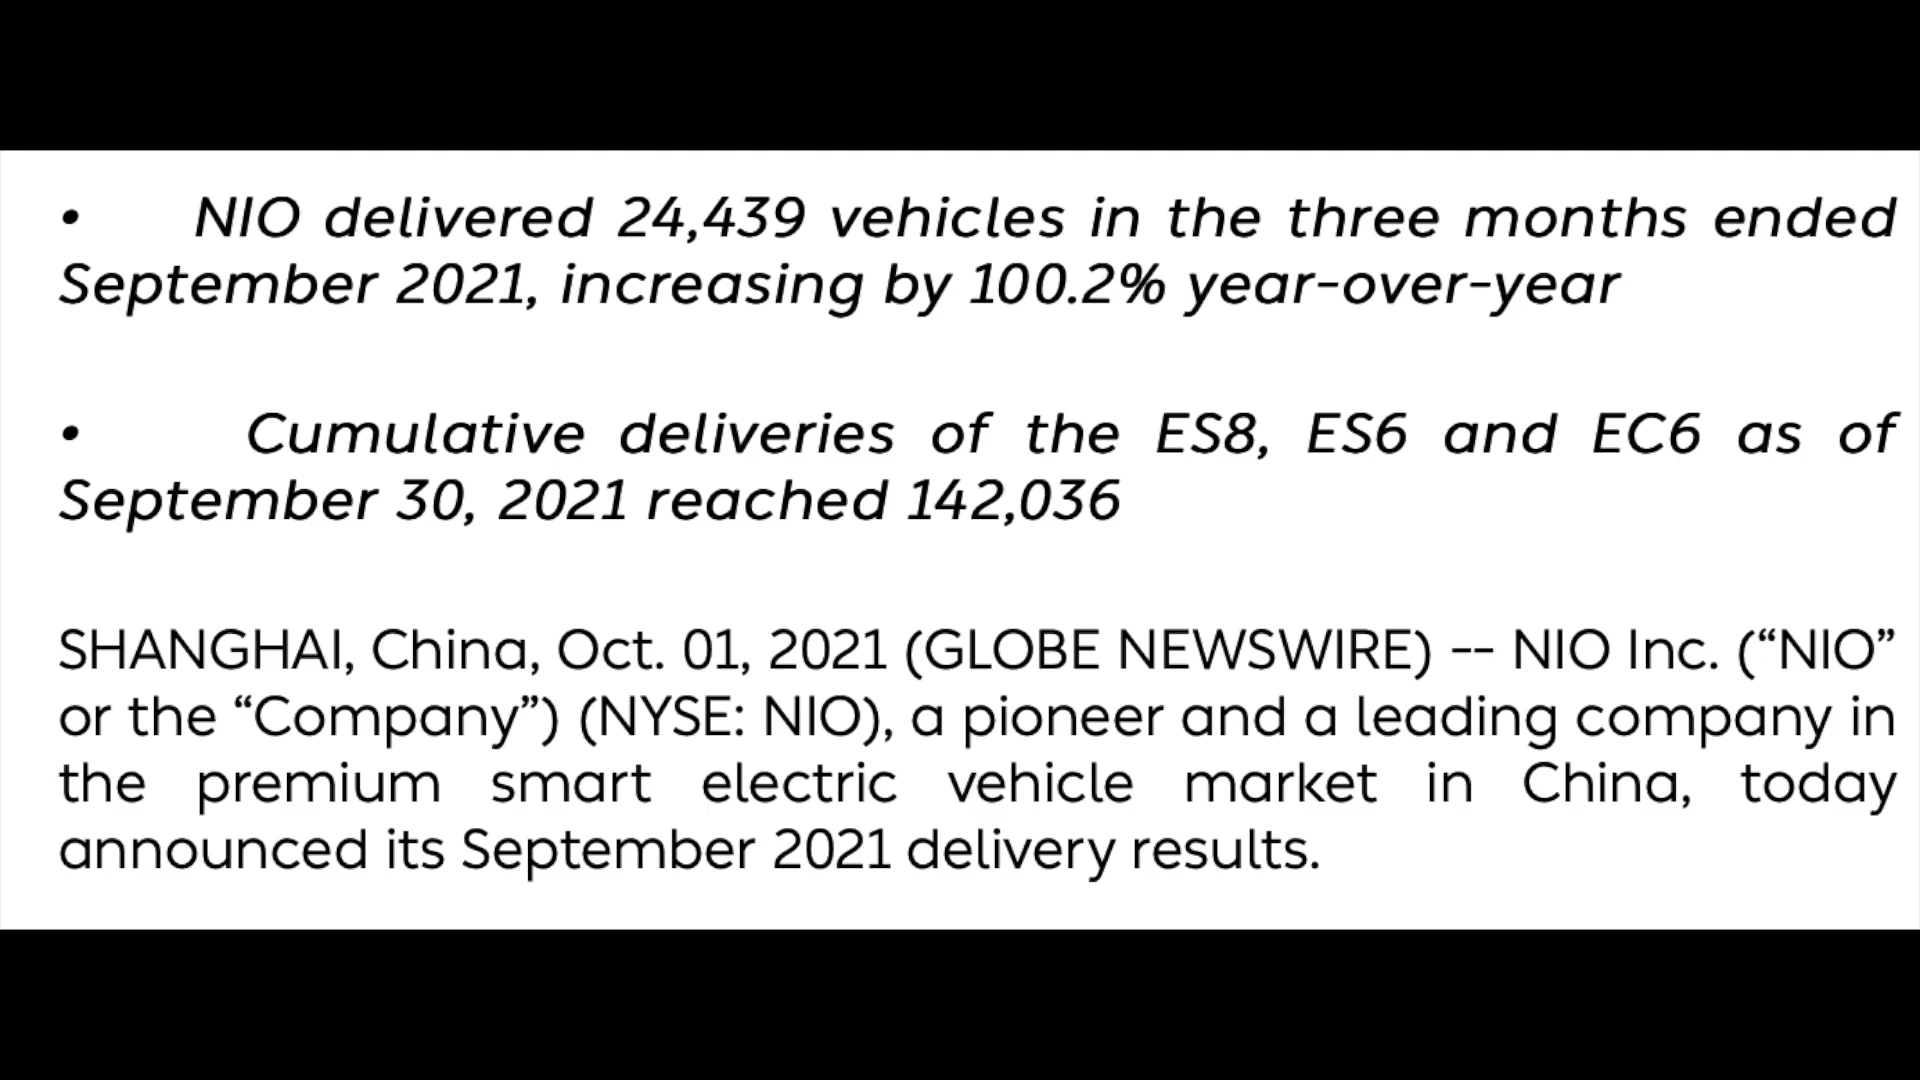 • NIO delivered 24,439 vehicles in the three months ended
September 2021, increasing by 100.2% year-over-year
• Cumulative deliveries of the ES8, ES6 and EC6 as of
September 30, 2021 reached 142,036
SHANGHAI, China, Oct. 01, 2021 (GLOBE NEWSWIRE) -- NIO Inc. (“NIO”
or the “Company”) (NYSE: NIO), a pioneer and a leading company in
the premium smart electric vehicle market in China, today
announced its September 2021 delivery results.